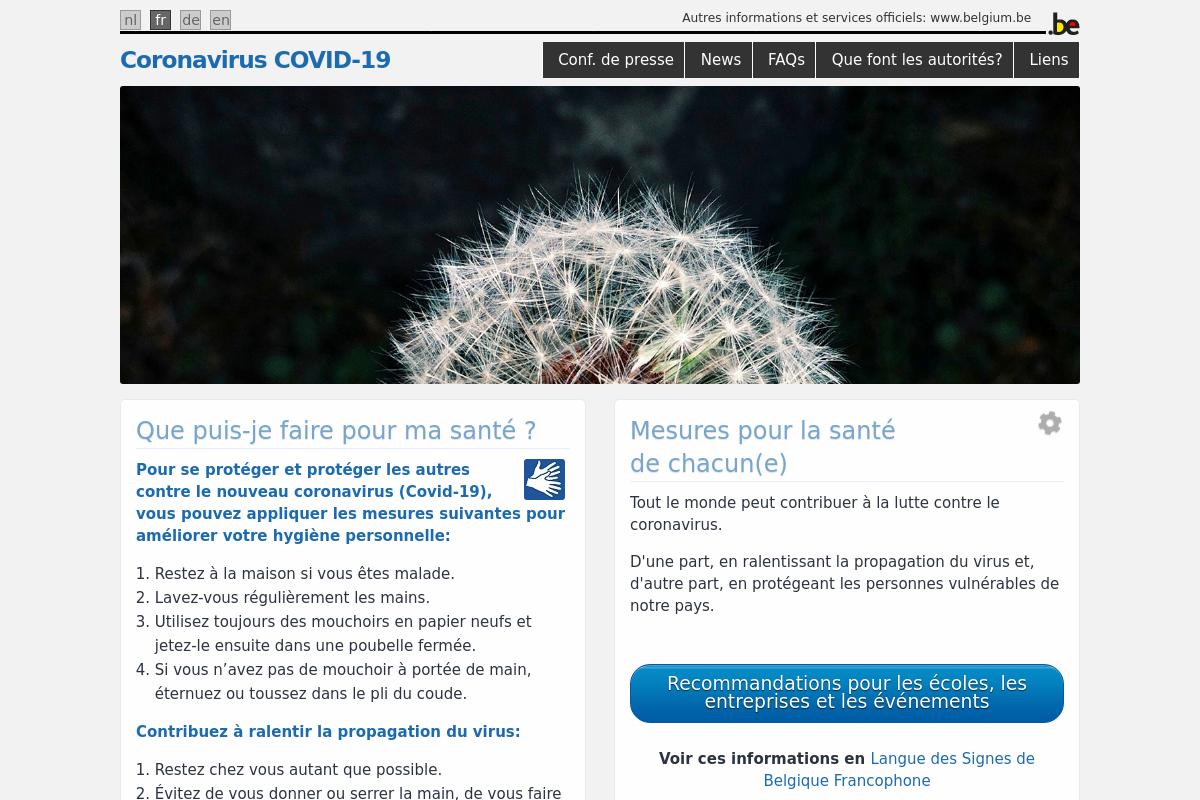 nl fr de en
Autres informations et services officiels: www.belgium.be
.be
Coronavirus COVID-19
Conf. de presse News FAQs Que font les autorités? Liens
Que puis-je faire pour ma santé ?
Pour se protéger et protéger les autres
contre le nouveau coronavirus (Covid-19),
vous pouvez appliquer les mesures suivantes pour
améliorer votre hygiène personnelle:
1. Restez à la maison si vous êtes malade.
2. Lavez-vous régulièrement les mains.
3. Utilisez toujours des mouchoirs en papier neufs et
jetez-le ensuite dans une poubelle fermée.
4. Si vous n’avez pas de mouchoir à portée de main,
éternuez ou toussez dans le pli du coude.
Contribuez à ralentir la propagation du virus:
1. Restez chez vous autant que possible.
2. Évitez de vous donner ou serrer la main, de vous faire
Mesures pour la santé
de chacun(e)
Tout le monde peut contribuer à la lutte contre le
coronavirus.
D'une part, en ralentissant la propagation du virus et,
d'autre part, en protégeant les personnes vulnérables de
notre pays.
Recommandations pour les écoles, les
entreprises et les événements
Voir ces informations en Langue des Signes de
Belgique Francophone